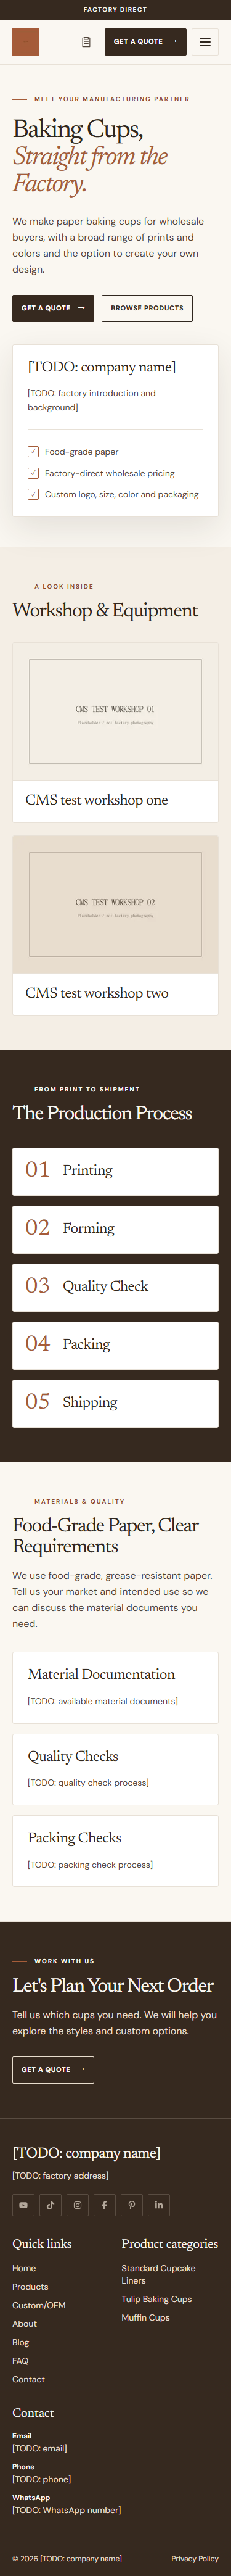 FACTORY DIRECT
GET A QUOTE →
MEET YOUR MANUFACTURING PARTNER
Baking Cups,
Straight from the
Factory.
We make paper baking cups for wholesale
buyers, with a broad range of prints and
colors and the option to create your own
design.
GET A QUOTE → BROWSE PRODUCTS
[TODO: company name]
[TODO: factory introduction and
background]
Food-grade paper
Factory-direct wholesale pricing
Custom logo, size, color and packaging
A LOOK INSIDE
Workshop & Equipment
CMS TEST WORKSHOP 01
Placeholder / not factory photography
CMS test workshop one
CMS TEST WORKSHOP 02
Placeholder / not factory photography
CMS test workshop two
FROM PRINT TO SHIPMENT
The Production Process
01 Printing
02 Forming
03 Quality Check
04 Packing
05 Shipping
MATERIALS & QUALITY
Food-Grade Paper, Clear
Requirements
We use food-grade, grease-resistant paper.
Tell us your market and intended use so we
can discuss the material documents you
need.
Material Documentation
[TODO: available material documents]
Quality Checks
[TODO: quality check process]
Packing Checks
[TODO: packing check process]
WORK WITH US
Let's Plan Your Next Order
Tell us which cups you need. We will help you
explore the styles and custom options.
GET A QUOTE →
[TODO: company name]
[TODO: factory address]
Quick links
Home
Products
Custom/OEM
About
Blog
FAQ
Contact
Product categories
Standard Cupcake
Liners
Tulip Baking Cups
Muffin Cups
Contact
Email
[TODO: email]
Phone
[TODO: phone]
WhatsApp
[TODO: WhatsApp number]
© 2026 [TODO: company name] Privacy Policy